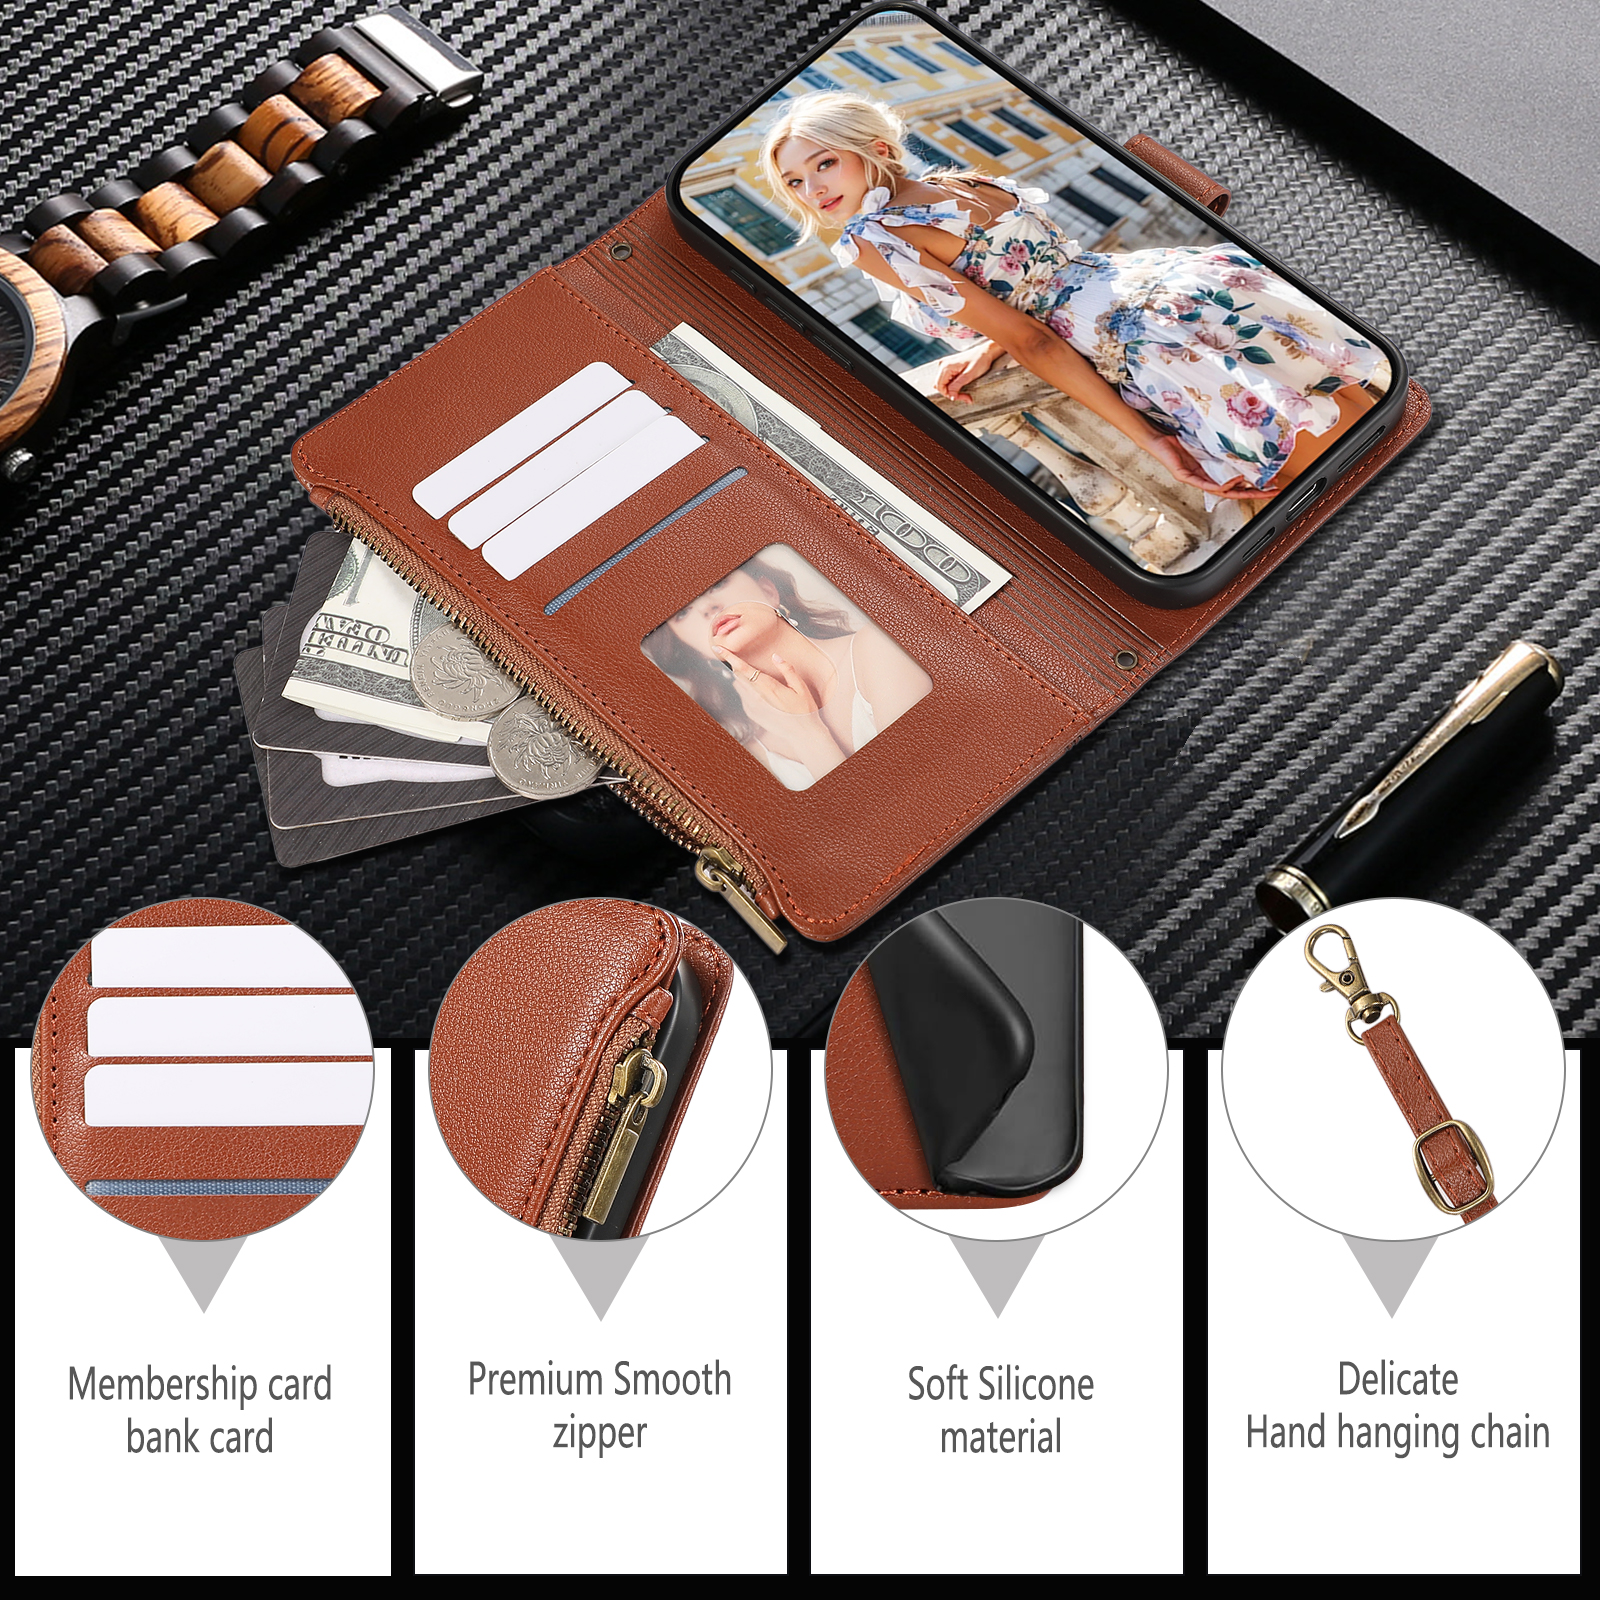 Membership card
bank card
Premium Smooth
zipper
Soft Silicone
material
Delicate
Hand hanging chain